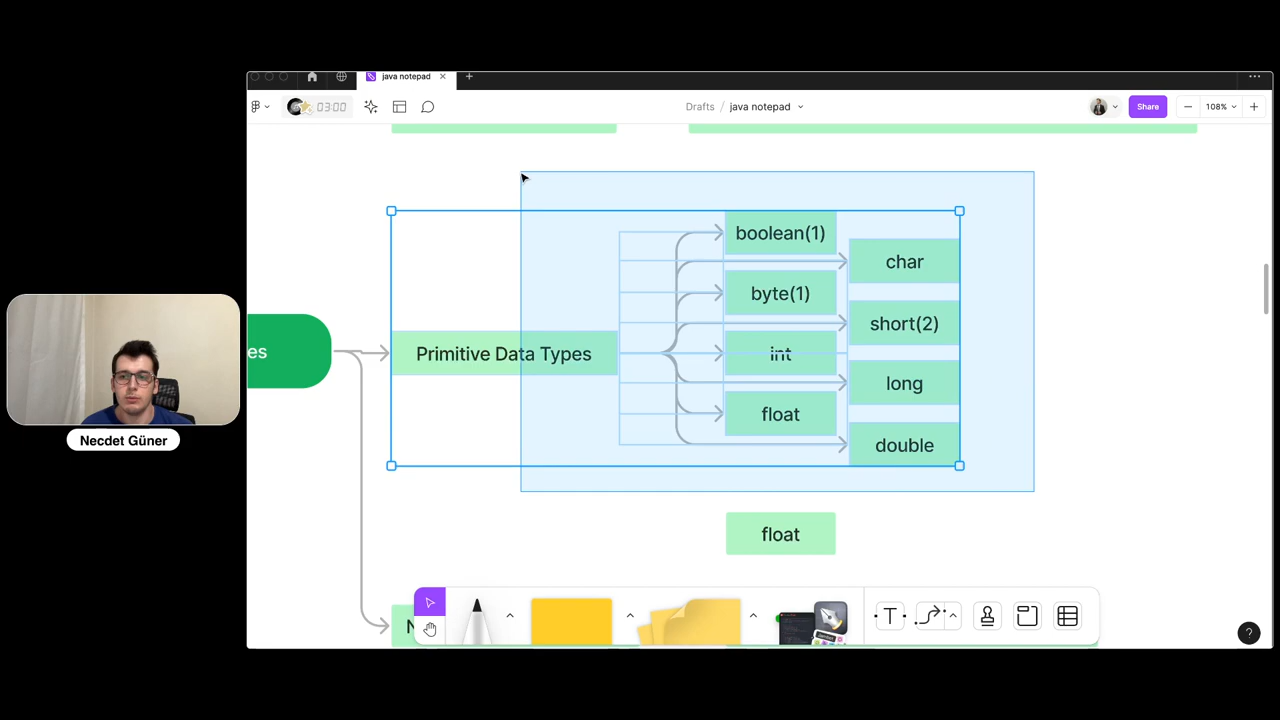 java notepad
03:00
Drafts / java notepad
Share
108%
boolean(1)
char
byte(1)
short(2)
es
Primitive Data Types
int
long
float
double
Necdet Güner
float
N
T
?